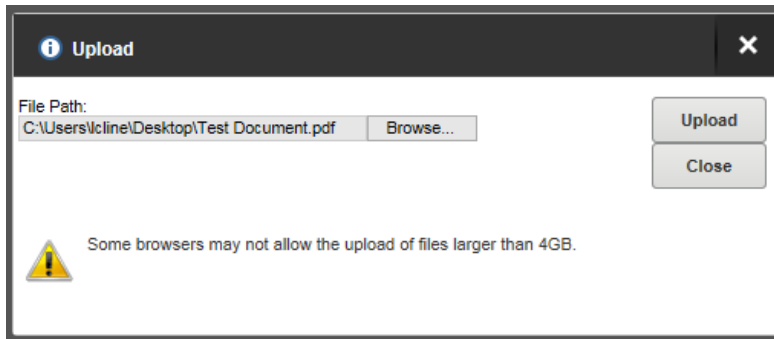 Upload
File Path:
C:\Users\lcline\Desktop\Test Document.pdf Browse...
Upload
Close
Some browsers may not allow the upload of files larger than 4GB.